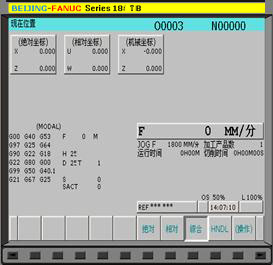 BEIJING-FANUC Series 18i TB
现在位置 O0003 N00000
(绝对坐标) (相对坐标) (机械坐标)
X 0.000 U 0.000 X -0.000
Z 0.000 W 0.000 Z 0.000
(MODAL)
G00 G40 G53 F 0 M
G97 G25 G64
G90 G22 G18 H
G22 G80 G00 D T 1
G99 G50 G40.1
G21 G67 G25 S 0
SACT 0
F 0 MM/分
JOG F 1800 MM/分 加工产品数 1
运行时间 0H00M 切削时间 0H00M00S
OS 50% L 100%
REF *** *** 14:07:10
绝对 相对 综合 HNDL (操作)